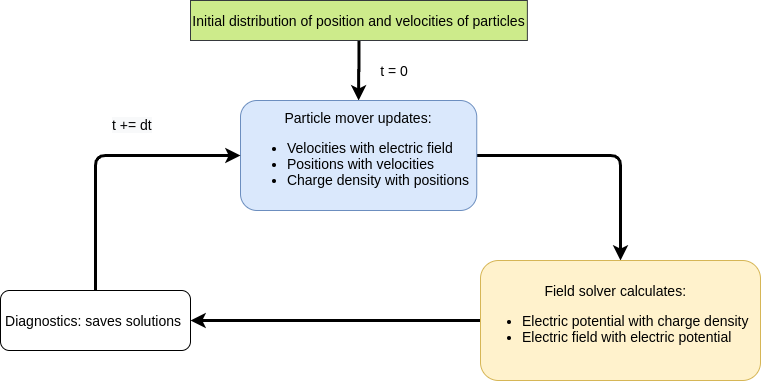 Initial distribution of position and velocities of particles
t = 0
t += dt
Particle mover updates:
• Velocities with electric field
• Positions with velocities
• Charge density with positions
Field solver calculates:
• Electric potential with charge density
• Electric field with electric potential
Diagnostics: saves solutions